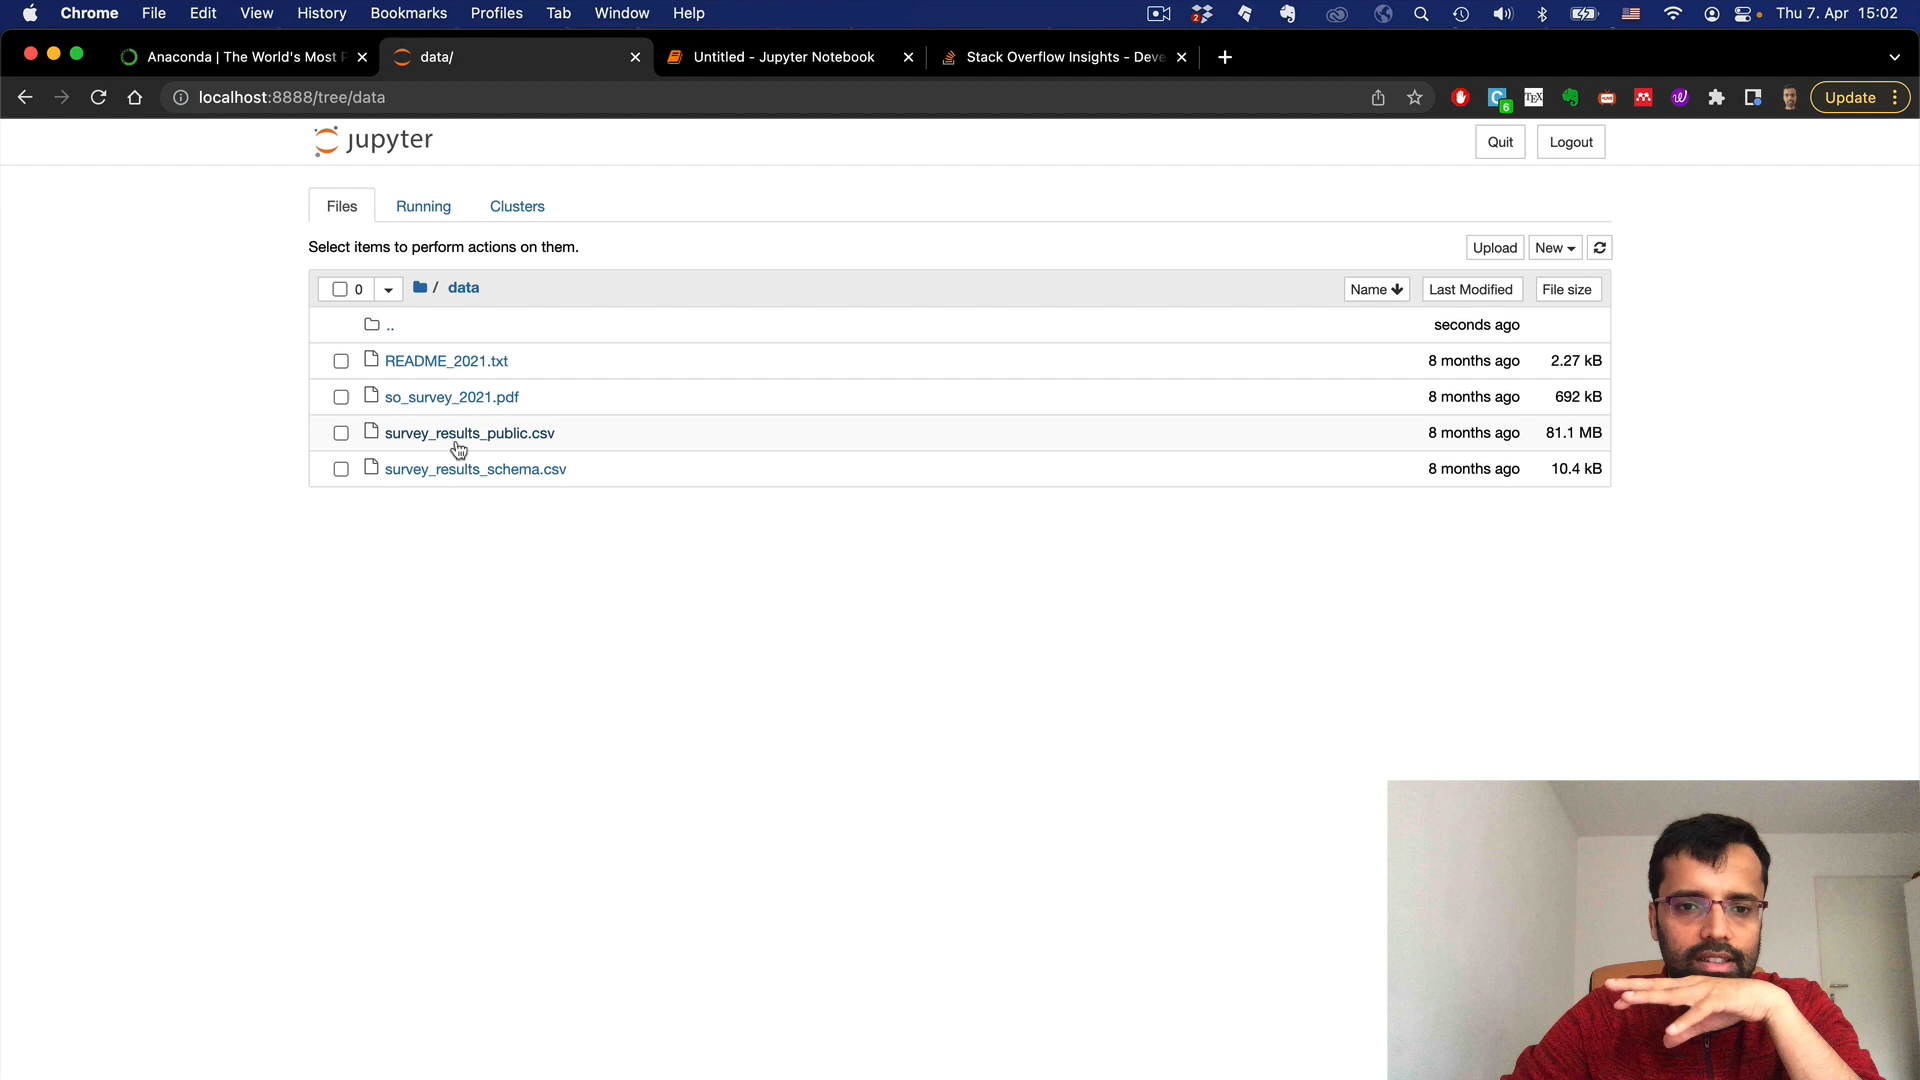 Chrome File Edit View History Bookmarks Profiles Tab Window Help 2 Thu 7. Apr 15:02
Anaconda | The World's Most P data/ Untitled - Jupyter Notebook Stack Overflow Insights - Deve
localhost:8888/tree/data 6 TEX Update
jupyter Quit Logout
Files Running Clusters
Select items to perform actions on them. Upload New
0 / data Name Last Modified File size
.. seconds ago
README_2021.txt 8 months ago 2.27 kB
so_survey_2021.pdf 8 months ago 692 kB
survey_results_public.csv 8 months ago 81.1 MB
survey_results_schema.csv 8 months ago 10.4 kB